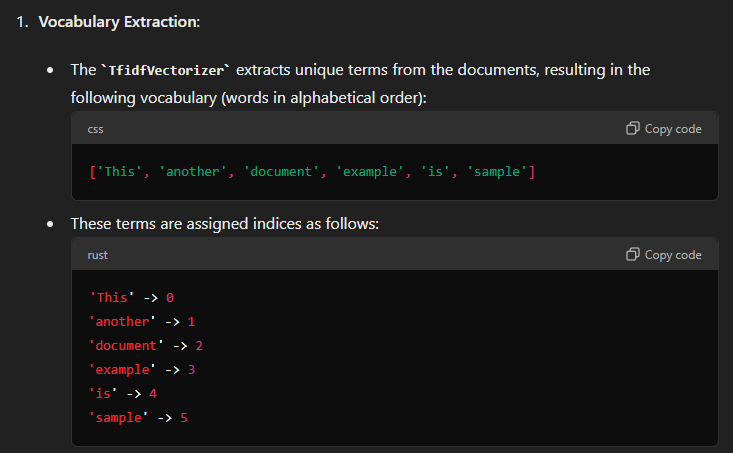 1. Vocabulary Extraction:
• The `TfidfVectorizer` extracts unique terms from the documents, resulting in the
following vocabulary (words in alphabetical order):
css Copy code
['This', 'another', 'document', 'example', 'is', 'sample']
• These terms are assigned indices as follows:
rust Copy code
'This' -> 0
'another' -> 1
'document' -> 2
'example' -> 3
'is' -> 4
'sample' -> 5